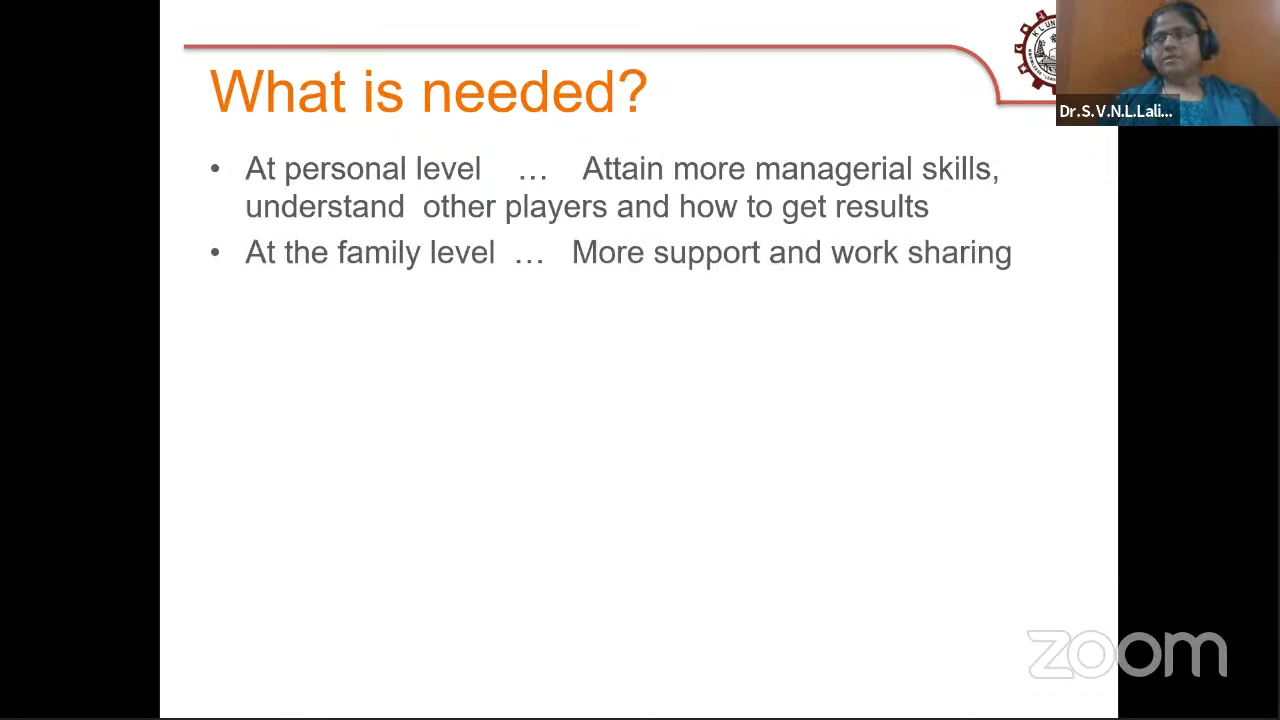 What is needed?
• At personal level … Attain more managerial skills,
understand other players and how to get results
• At the family level … More support and work sharing
K L UN
Dr.S.V.N.L.Lali...
zoom